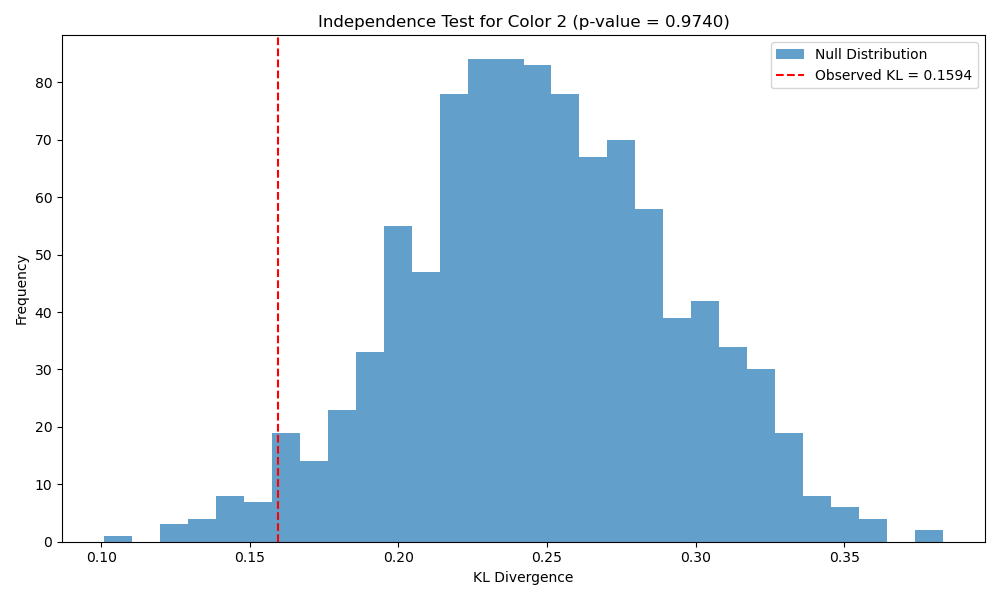 Independence Test for Color 2 (p-value = 0.9740)
Null Distribution
Observed KL = 0.1594
Frequency
80
70
60
50
40
30
20
10
0
0.10 0.15 0.20 0.25 0.30 0.35
KL Divergence